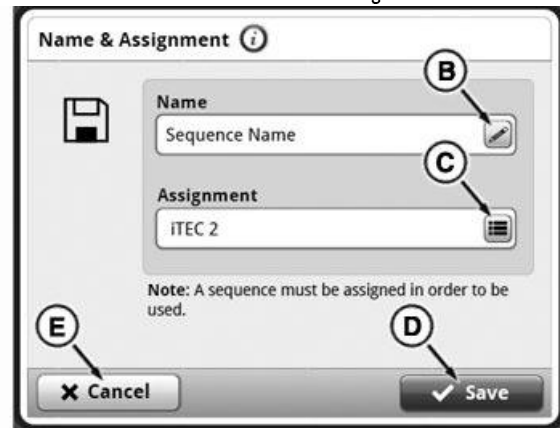 Name & Assignment i
B
Name
Sequence Name
C
Assignment
iTEC 2
Note: A sequence must be assigned in order to be
used.
E
D
Cancel
Save